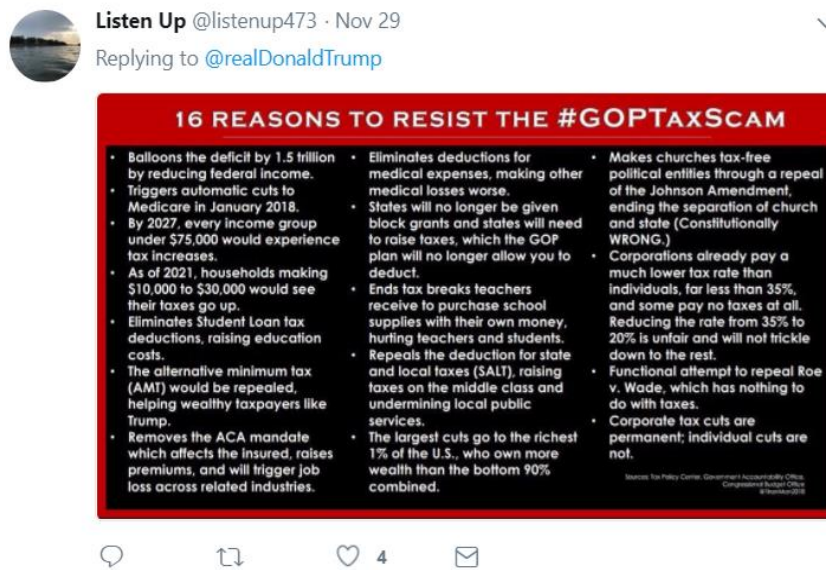 Listen Up @listenup473 · Nov 29
Replying to @realDonaldTrump
16 REASONS TO RESIST THE #GOPTAXSCAM
• Balloons the deficit by 1.5 trillion
by reducing federal income.
• Triggers automatic cuts to
Medicare in January 2018.
• By 2027, every income group
under $75,000 would experience
tax increases.
• As of 2021, households making
$10,000 to $30,000 would see
their taxes go up.
• Eliminates Student Loan tax
deductions, raising education
costs.
• The alternative minimum tax
(AMT) would be repealed,
helping wealthy taxpayers like
Trump.
• Removes the ACA mandate
which affects the insured, raises
premiums, and will trigger job
loss across related industries.
• Eliminates deductions for
medical expenses, making other
medical losses worse.
• States will no longer be given
block grants and states will need
to raise taxes, which the GOP
plan will no longer allow you to
deduct.
• Ends tax breaks teachers
receive to purchase school
supplies with their own money,
hurting teachers and students.
• Repeals the deduction for state
and local taxes (SALT), raising
taxes on the middle class and
undermining local public
services.
• The largest cuts go to the richest
1% of the U.S., who own more
wealth than the bottom 90%
combined.
• Makes churches tax-free
political entities through a repeal
of the Johnson Amendment,
ending the separation of church
and state (Constitutionally
WRONG.)
• Corporations already pay a
much lower tax rate than
individuals, far less than 35%,
and some pay no taxes at all.
Reducing the rate from 35% to
20% is unfair and will not trickle
down to the rest.
• Functional attempt to repeal Roe
v. Wade, which has nothing to
do with taxes.
• Corporate tax cuts are
permanent; individual cuts are
not.
Sources: Tax Policy Center, Government Accountability Office,
Congressional Budget Office
4